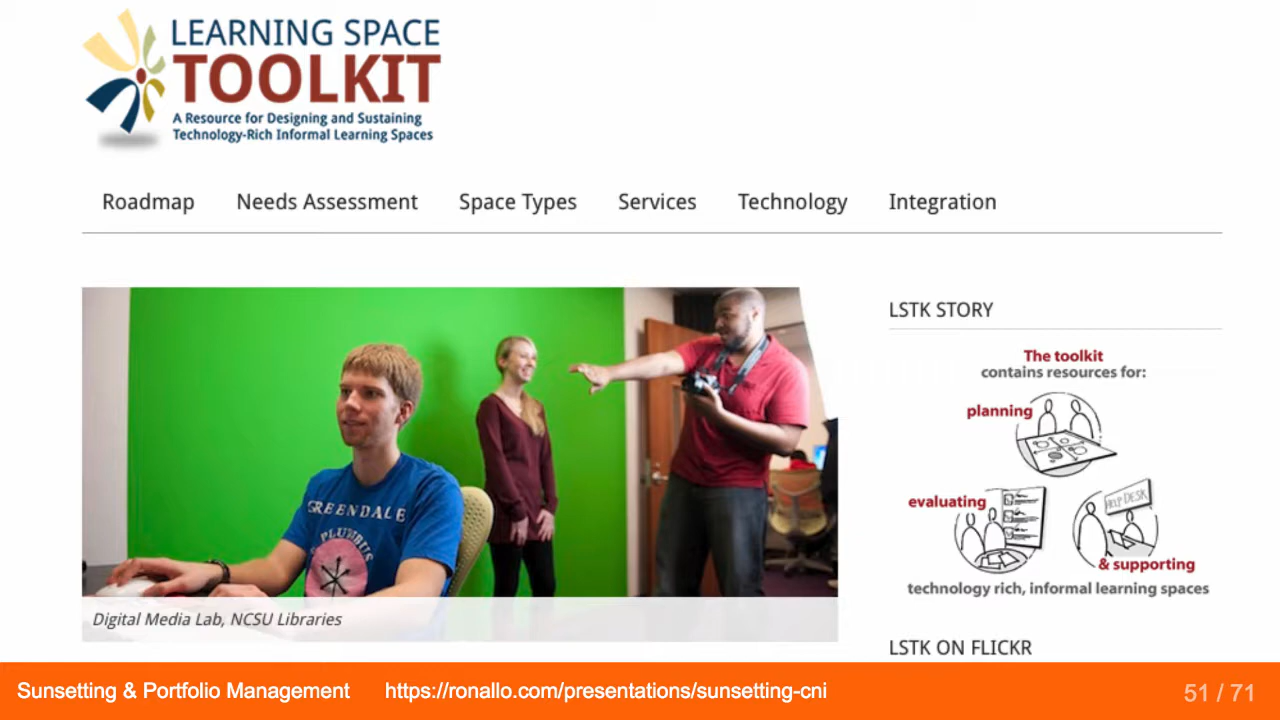 LEARNING SPACE
TOOLKIT
A Resource for Designing and Sustaining
Technology-Rich Informal Learning Spaces
Roadmap Needs Assessment Space Types Services Technology Integration
GREENDALE
E PLURIBUS
Digital Media Lab, NCSU Libraries
LSTK STORY
The toolkit
contains resources for:
planning
evaluating
HELP DESK
& supporting
technology rich, informal learning spaces
LSTK ON FLICKR
Sunsetting & Portfolio Management https://ronallo.com/presentations/sunsetting-cni 51 / 71